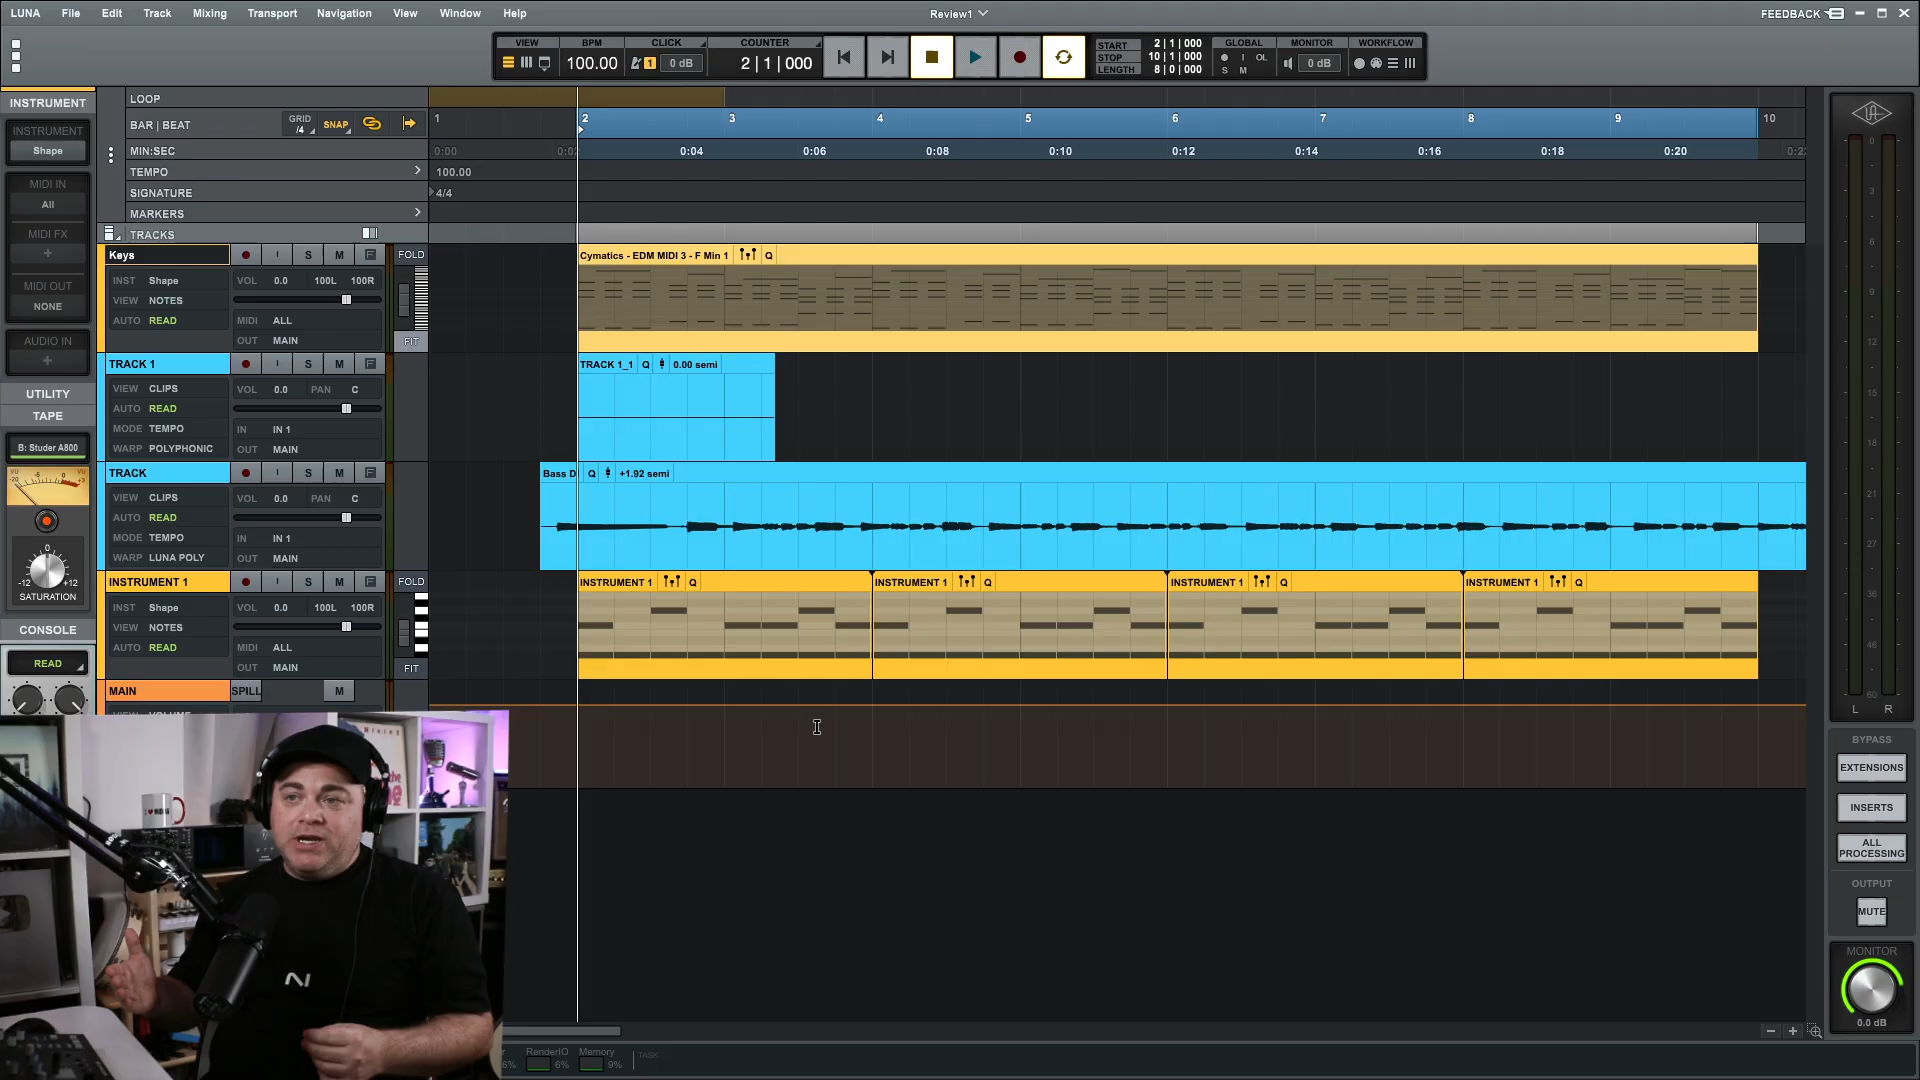 LUNA File Edit Track Mixing Transport Navigation View Window Help
Review1
FEEDBACK
VIEW BPM CLICK COUNTER
100.00 1 0 dB 2|1|000
START 2|1|000
STOP 10|1|000
LENGTH 8|0|000
GLOBAL MONITOR WORKFLOW
I OL
S M
0 dB
INSTRUMENT
INSTRUMENT
Shape
MIDI IN
All
MIDI FX
+
MIDI OUT
NONE
AUDIO IN
+
UTILITY
TAPE
B: Studer A800
VU VU
0
-12 +12
SATURATION
CONSOLE
READ
LOOP
BAR | BEAT GRID /4 SNAP
1 2 3 4 5 6 7 8 9 10
MIN:SEC
0:00 0:04 0:06 0:08 0:10 0:12 0:14 0:16 0:18 0:20
TEMPO 100.00
SIGNATURE 4/4
MARKERS
TRACKS
Keys I S M F FOLD
INST Shape VOL 0.0 100L 100R
VIEW NOTES
AUTO READ MIDI ALL
OUT MAIN FIT
Cymatics - EDM MIDI 3 - F Min 1 Q
TRACK 1 I S M F
VIEW CLIPS VOL 0.0 PAN C
AUTO READ
MODE TEMPO IN IN 1
WARP POLYPHONIC OUT MAIN
TRACK 1_1 Q 0.00 semi
TRACK I S M F
VIEW CLIPS VOL 0.0 PAN C
AUTO READ
MODE TEMPO IN IN 1
WARP LUNA POLY OUT MAIN
Bass D Q +1.92 semi
INSTRUMENT 1 I S M F FOLD
INST Shape VOL 0.0 100L 100R
VIEW NOTES
AUTO READ MIDI ALL
OUT MAIN FIT
INSTRUMENT 1 Q INSTRUMENT 1 Q INSTRUMENT 1 Q INSTRUMENT 1 Q
MAIN SPILL M
RenderIO Memory TASK
6% 6% 9%
0
3
6
9
12
15
18
21
27
36
46
60
L R
BYPASS
EXTENSIONS
INSERTS
ALL
PROCESSING
OUTPUT
MUTE
MONITOR
0.0 dB